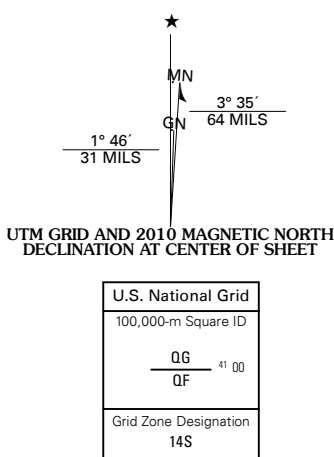 ★
MN
3° 35´
64 MILS
GN
1° 46´
31 MILS
UTM GRID AND 2010 MAGNETIC NORTH
DECLINATION AT CENTER OF SHEET
U.S. National Grid
100,000-m Square ID
QG
41 00
QF
Grid Zone Designation
14S